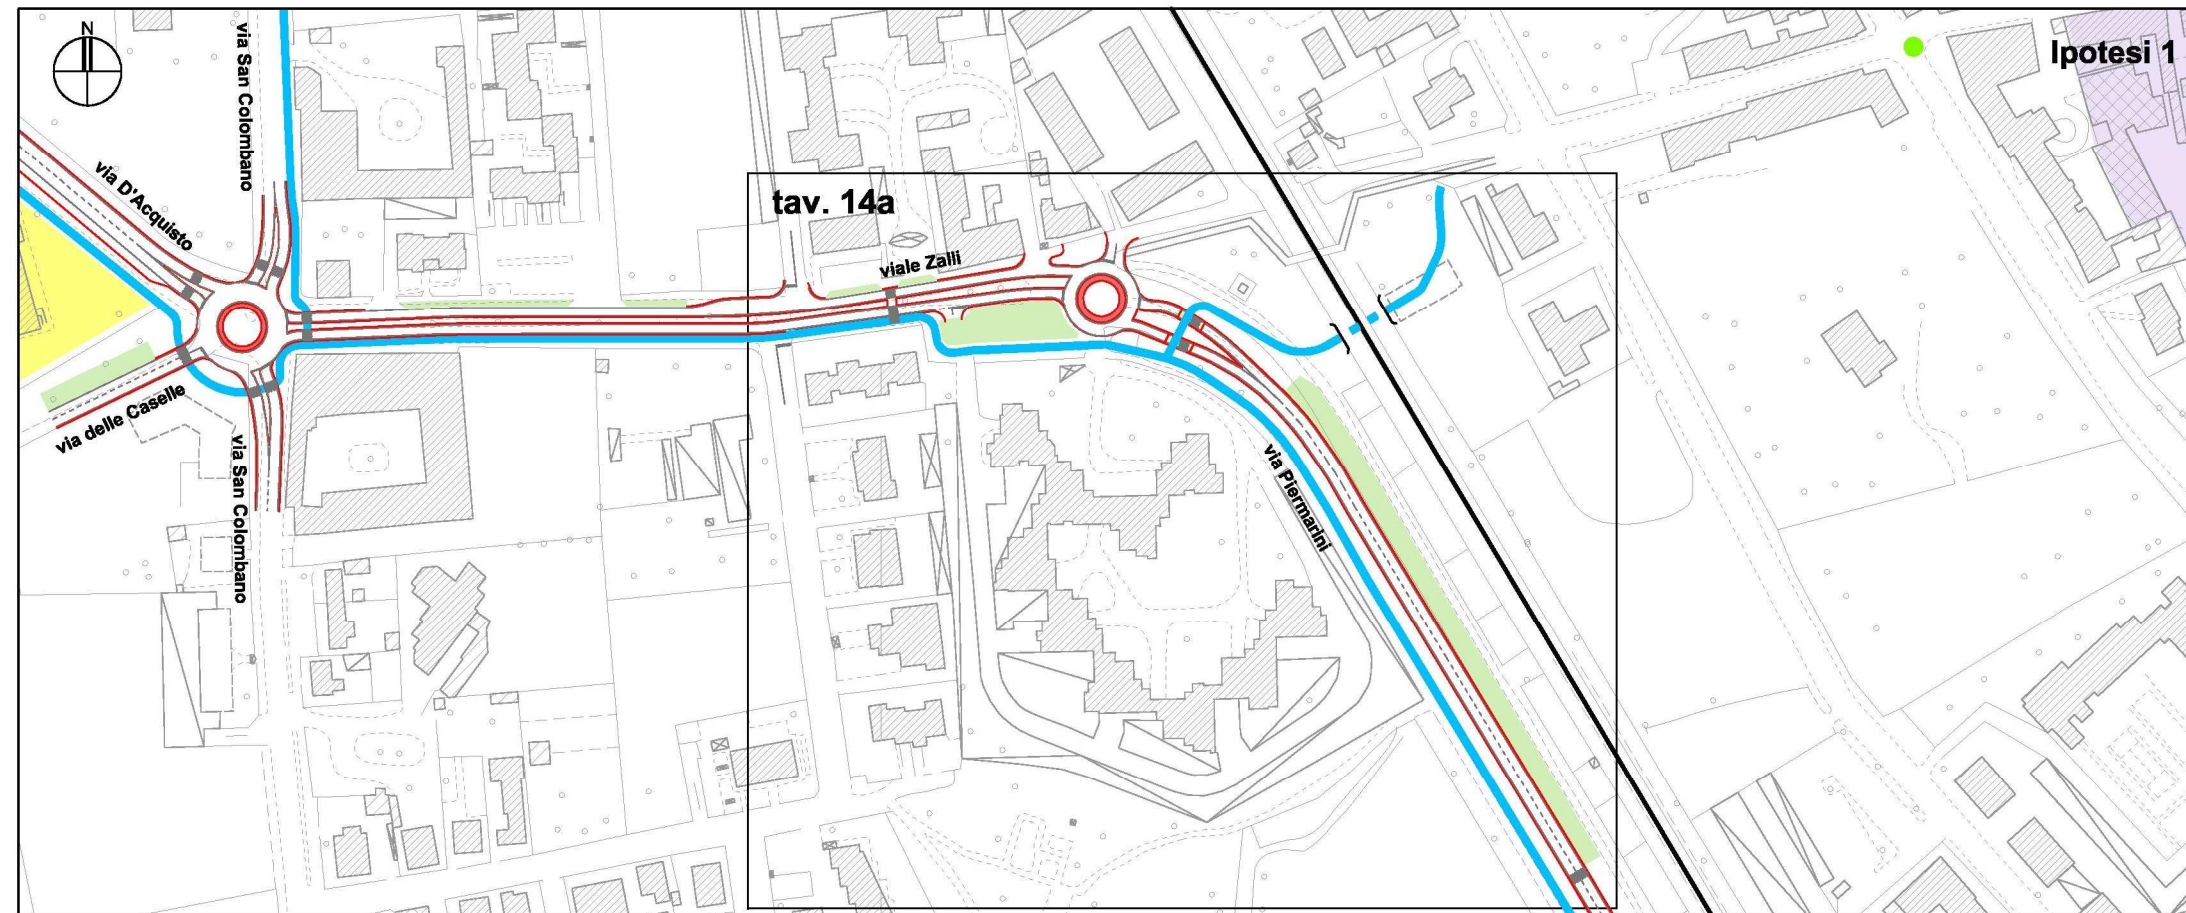 N
via San Colombano
Ipotesi 1
via D'Acquisto
tav. 14a
viale Zalli
via delle Caselle
via San Colombano
via Piermarini